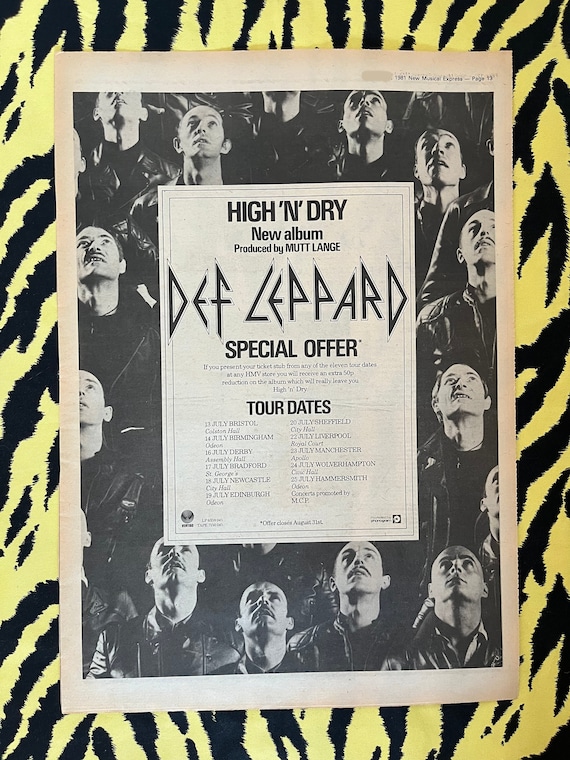 1981 New Musical Express — Page 13
HIGH 'N' DRY
New album
Produced by MUTT LANGE
DEF LEPPARD
SPECIAL OFFER*
If you present your ticket stub from any of the eleven tour dates
at any HMV store you will receive an extra 50p
reduction on the album which will really leave you
High 'n' Dry.
TOUR DATES
13 JULY BRISTOL
Colston Hall
14 JULY BIRMINGHAM
Odeon
16 JULY DERBY
Assembly Hall
17 JULY BRADFORD
St. George's
18 JULY NEWCASTLE
City Hall
19 JULY EDINBURGH
Odeon
20 JULY SHEFFIELD
City Hall
22 JULY LIVERPOOL
Royal Court
23 JULY MANCHESTER
Apollo
24 JULY WOLVERHAMPTON
Civic Hall
25 JULY HAMMERSMITH
Odeon
Concerts promoted by
M.C.P.
*Offer closes August 31st.